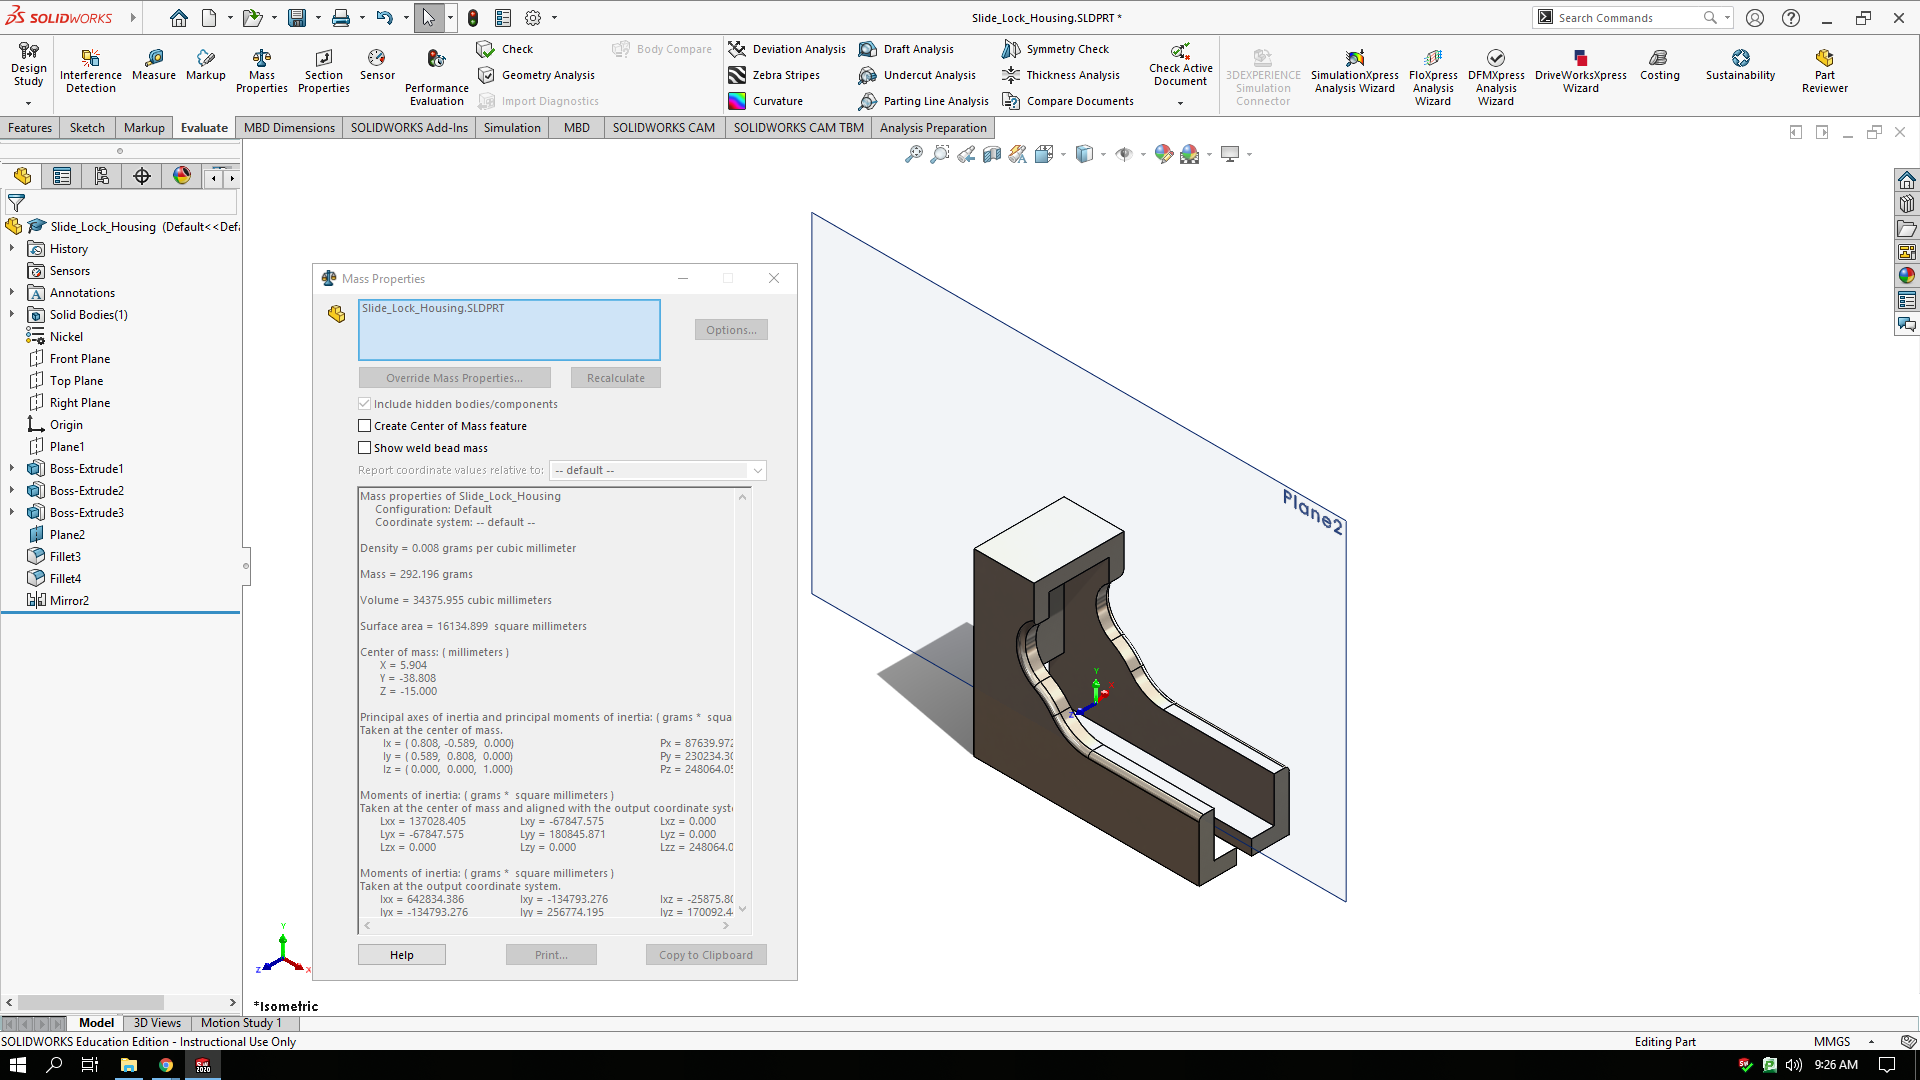 SOLIDWORKS
Slide_Lock_Housing.SLDPRT *
Search Commands
Design Study
Interference Detection
Measure
Markup
Mass Properties
Section Properties
Sensor
Performance Evaluation
Check
Geometry Analysis
Import Diagnostics
Body Compare
Deviation Analysis
Zebra Stripes
Curvature
Draft Analysis
Undercut Analysis
Parting Line Analysis
Symmetry Check
Thickness Analysis
Compare Documents
Check Active Document
3DEXPERIENCE Simulation Connector
SimulationXpress Analysis Wizard
FloXpress Analysis Wizard
DFMXpress Analysis Wizard
DriveWorksXpress Wizard
Costing
Sustainability
Part Reviewer
Features
Sketch
Markup
Evaluate
MBD Dimensions
SOLIDWORKS Add-Ins
Simulation
MBD
SOLIDWORKS CAM
SOLIDWORKS CAM TBM
Analysis Preparation
Slide_Lock_Housing (Default<<Def
History
Sensors
Annotations
Solid Bodies(1)
Nickel
Front Plane
Top Plane
Right Plane
Origin
Plane1
Boss-Extrude1
Boss-Extrude2
Boss-Extrude3
Plane2
Fillet3
Fillet4
Mirror2
Mass Properties
Slide_Lock_Housing.SLDPRT
Options...
Override Mass Properties...
Recalculate
Include hidden bodies/components
Create Center of Mass feature
Show weld bead mass
Report coordinate values relative to: -- default --
Mass properties of Slide_Lock_Housing
Configuration: Default
Coordinate system: -- default --
Density = 0.008 grams per cubic millimeter
Mass = 292.196 grams
Volume = 34375.955 cubic millimeters
Surface area = 16134.899 square millimeters
Center of mass: ( millimeters )
X = 5.904
Y = -38.808
Z = -15.000
Principal axes of inertia and principal moments of inertia: ( grams * squa
Taken at the center of mass.
Ix = ( 0.808, -0.589, 0.000) Px = 87639.972
Iy = ( 0.589, 0.808, 0.000) Py = 230234.30
Iz = ( 0.000, 0.000, 1.000) Pz = 248064.05
Moments of inertia: ( grams * square millimeters )
Taken at the center of mass and aligned with the output coordinate syste
Lxx = 137028.405 Lxy = -67847.575 Lxz = 0.000
Lyx = -67847.575 Lyy = 180845.871 Lyz = 0.000
Lzx = 0.000 Lzy = 0.000 Lzz = 248064.0
Moments of inertia: ( grams * square millimeters )
Taken at the output coordinate system.
Ixx = 642834.386 Ixy = -134793.276 Ixz = -25875.80
Iyx = -134793.276 Iyy = 256774.195 Iyz = 170092.4
Help
Print...
Copy to Clipboard
Plane2
Y
Z
Y
Z
X
*Isometric
Model
3D Views
Motion Study 1
SOLIDWORKS Education Edition - Instructional Use Only
Editing Part
MMGS
9:26 AM